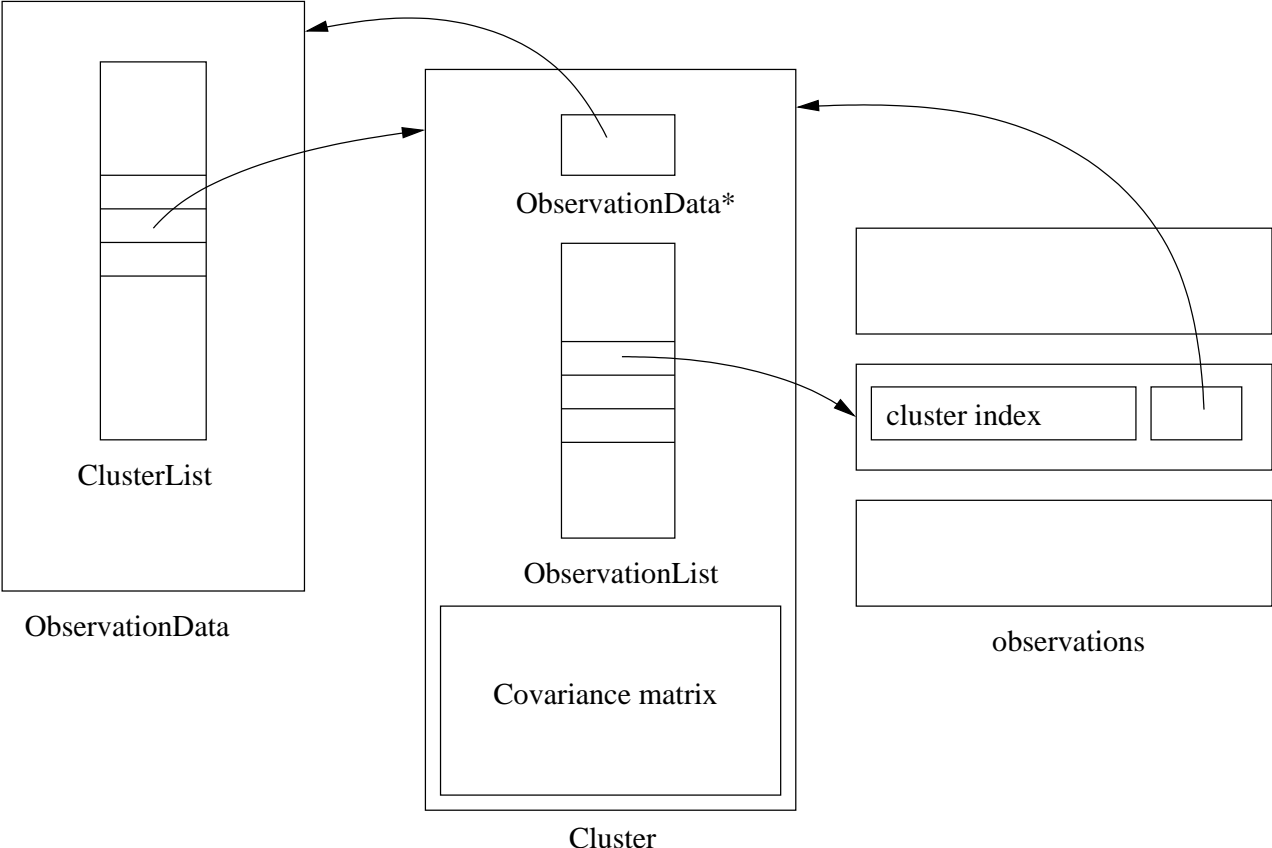 ObservationData*
cluster index
ClusterList
ObservationList
ObservationData
observations
Covariance matrix
Cluster